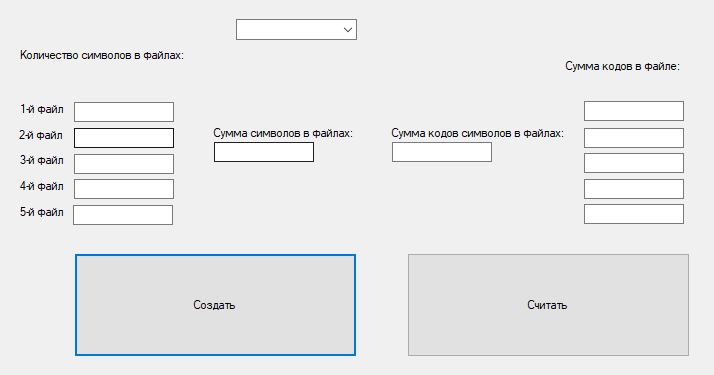 Количество символов в файлах:
Сумма кодов в файле:
1-й файл
2-й файл
Сумма символов в файлах:
Сумма кодов символов в файлах:
3-й файл
4-й файл
5-й файл
Создать
Считать